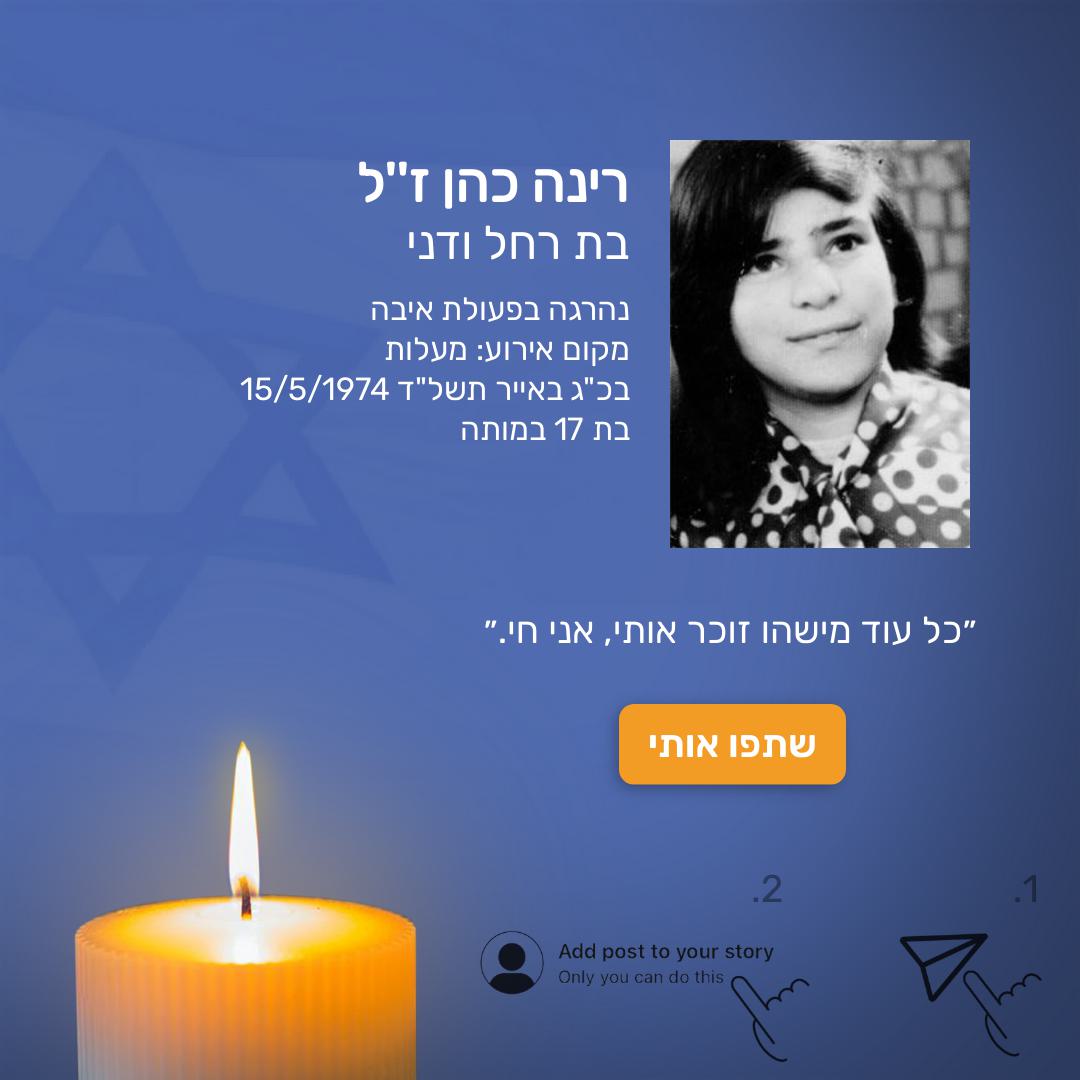 רינה כהן ז"ל
בת רחל ודני
נהרגה בפעולת איבה
מקום אירוע: מעלות
בכ"ג באייר תשל"ד 15/5/1974
בת 17 במותה
״כל עוד מישהו זוכר אותי, אני חי.״
שתפו אותי
1.
2.
Add post to your story
Only you can do this